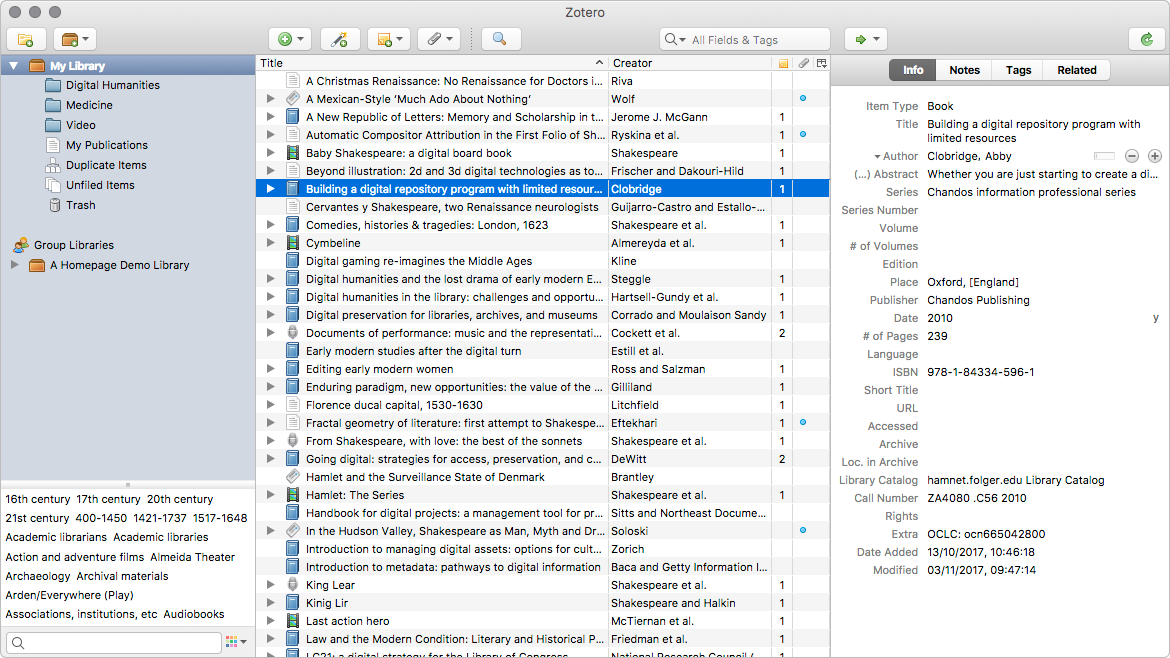 Zotero
All Fields & Tags
My Library
Digital Humanities
Medicine
Video
My Publications
Duplicate Items
Unfiled Items
Trash
Group Libraries
A Homepage Demo Library
16th century 17th century 20th century
21st century 400-1450 1421-1737 1517-1648
Academic librarians Academic libraries
Action and adventure films Almeida Theater
Archaeology Archival materials
Arden/Everywhere (Play)
Associations, institutions, etc Audiobooks
Title Creator
A Christmas Renaissance: No Renaissance for Doctors i... Riva
A Mexican-Style ‘Much Ado About Nothing’ Wolf
A New Republic of Letters: Memory and Scholarship in t... Jerome J. McGann 1
Automatic Compositor Attribution in the First Folio of Sh... Ryskina et al. 1
Baby Shakespeare: a digital board book Shakespeare 1
Beyond illustration: 2d and 3d digital technologies as to... Frischer and Dakouri-Hild 1
Building a digital repository program with limited resour... Clobridge 1
Cervantes y Shakespeare, two Renaissance neurologists Guijarro-Castro and Estallo-...
Comedies, histories & tragedies: London, 1623 Shakespeare et al. 1
Cymbeline Almereyda et al. 1
Digital gaming re-imagines the Middle Ages Kline
Digital humanities and the lost drama of early modern E... Steggle 1
Digital humanities in the library: challenges and opportu... Hartsell-Gundy et al. 1
Digital preservation for libraries, archives, and museums Corrado and Moulaison Sandy 1
Documents of performance: music and the representati... Cockett et al. 2
Early modern studies after the digital turn Estill et al.
Editing early modern women Ross and Salzman 1
Enduring paradigm, new opportunities: the value of the ... Gilliland 1
Florence ducal capital, 1530-1630 Litchfield 1
Fractal geometry of literature: first attempt to Shakespe... Eftekhari 1
From Shakespeare, with love: the best of the sonnets Shakespeare et al. 1
Going digital: strategies for access, preservation, and c... DeWitt 2
Hamlet and the Surveillance State of Denmark Brantley
Hamlet: The Series Shakespeare et al. 1
Handbook for digital projects: a management tool for pr... Sitts and Northeast Docume...
In the Hudson Valley, Shakespeare as Man, Myth and Dr... Soloski
Introduction to managing digital assets: options for cult... Zorich
Introduction to metadata: pathways to digital information Baca and Getty Information I...
King Lear Shakespeare et al. 1
Kinig Lir Shakespeare and Halkin 1
Last action hero McTiernan et al. 1
Law and the Modern Condition: Literary and Historical P... Friedman et al. 1
LC21: a digital strategy for the Library of Congress National Research Council /
Info Notes Tags Related
Item Type Book
Title Building a digital repository program with
limited resources
Author Clobridge, Abby
(...) Abstract Whether you are just starting to create a di...
Series Chandos information professional series
Series Number
Volume
# of Volumes
Edition
Place Oxford, [England]
Publisher Chandos Publishing
Date 2010 y
# of Pages 239
Language
ISBN 978-1-84334-596-1
Short Title
URL
Accessed
Archive
Loc. in Archive
Library Catalog hamnet.folger.edu Library Catalog
Call Number ZA4080 .C56 2010
Rights
Extra OCLC: ocn665042800
Date Added 13/10/2017, 10:46:18
Modified 03/11/2017, 09:47:14